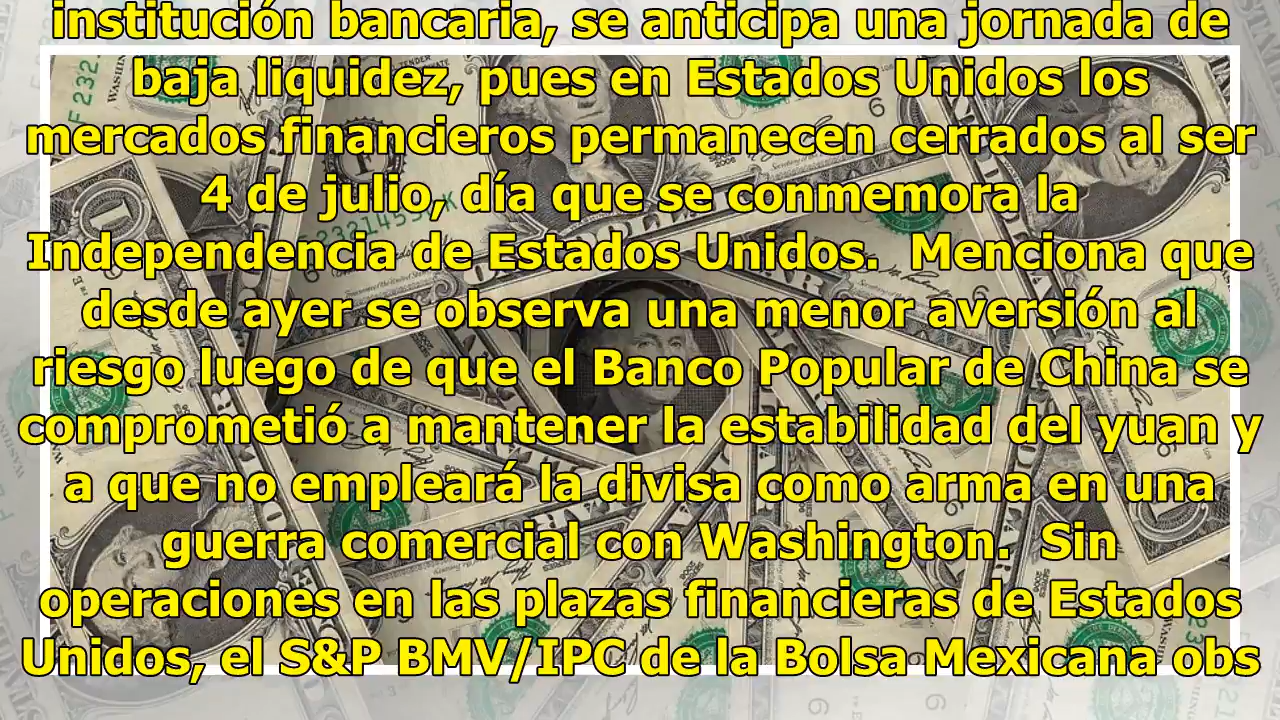 institución bancaria, se anticipa una jornada de
baja liquidez, pues en Estados Unidos los
mercados financieros permanecen cerrados al ser
4 de julio, día que se conmemora la
Independencia de Estados Unidos.  Menciona que
desde ayer se observa una menor aversión al
riesgo luego de que el Banco Popular de China se
comprometió a mantener la estabilidad del yuan y
a que no empleará la divisa como arma en una
guerra comercial con Washington.  Sin
operaciones en las plazas financieras de Estados
Unidos, el S&P BMV/IPC de la Bolsa Mexicana obs